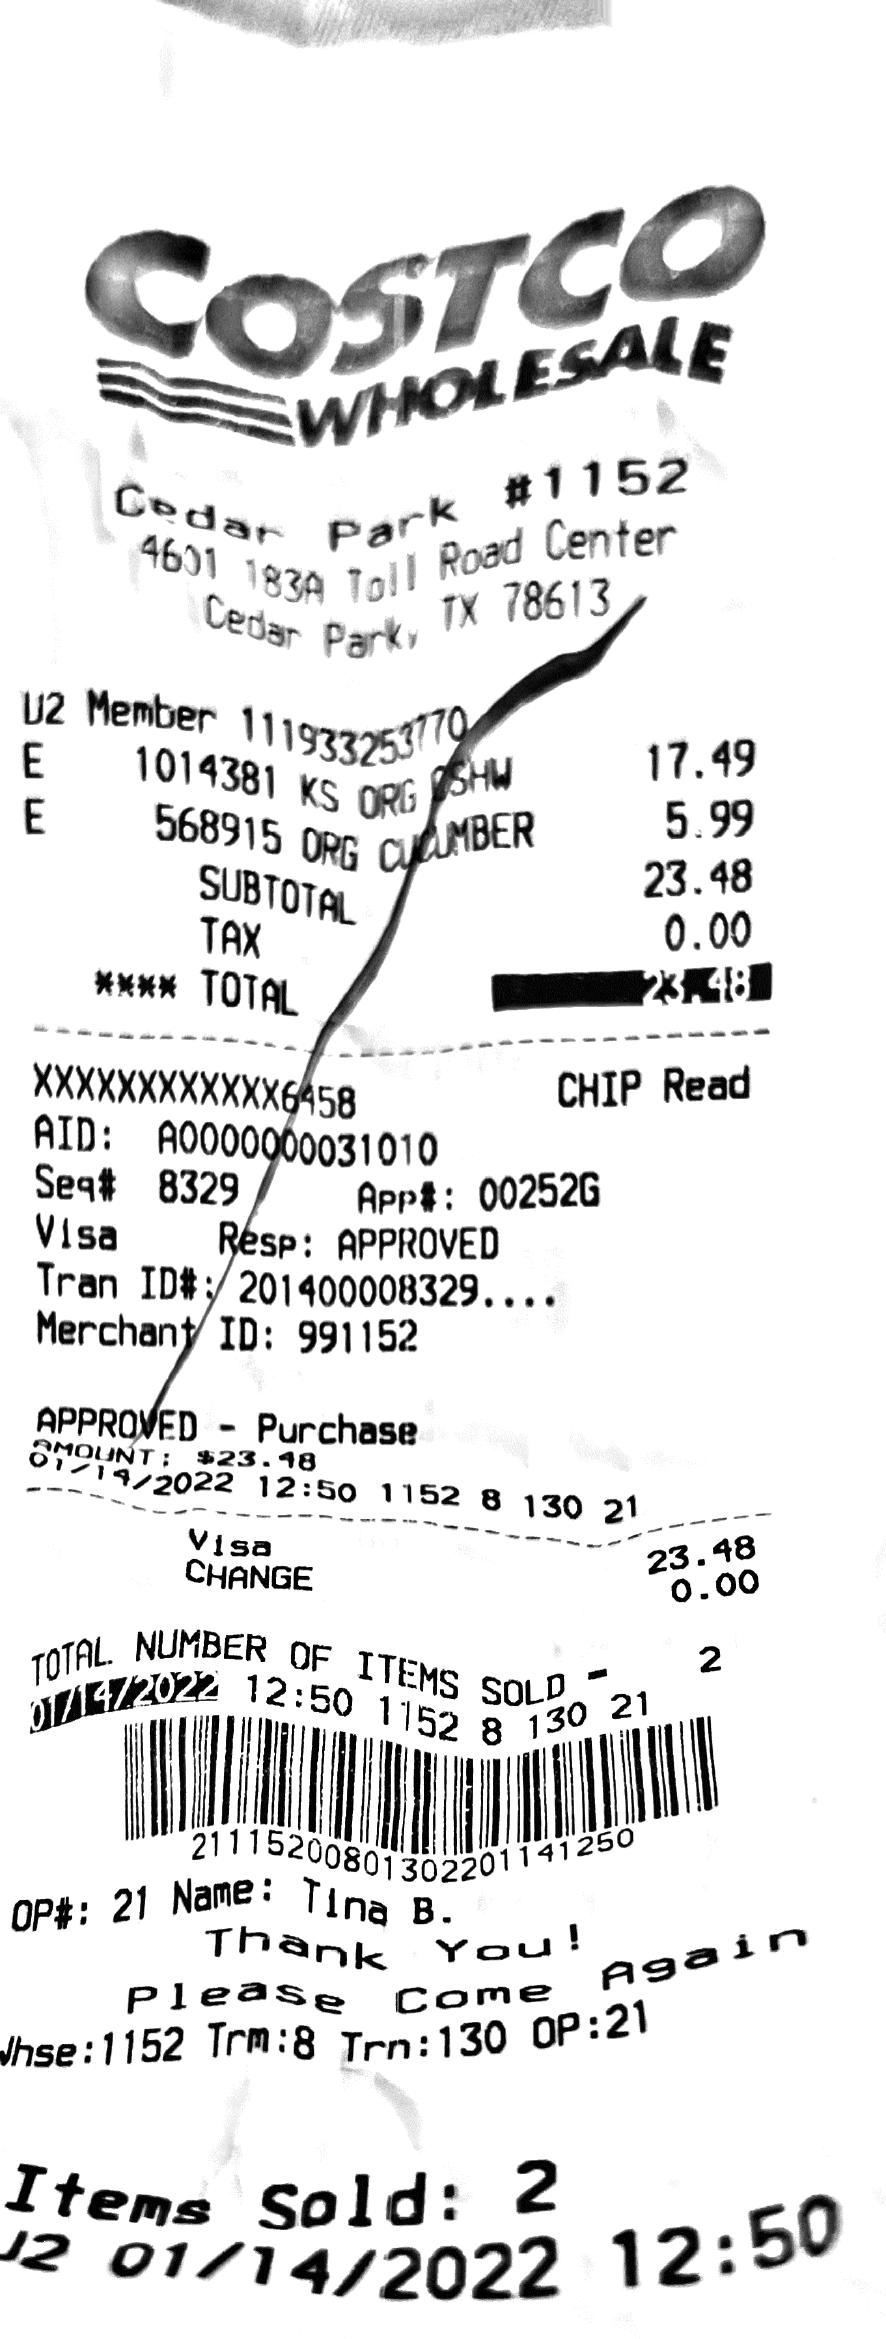 COSTCO
WHOLESALE
Cedar Park #1152
4601 183A Toll Road Center
Cedar Park, TX 78613
U2 Member 111933253770
E 1014381 KS ORG CSHW 17.49
E 568915 ORG CUCUMBER 5.99
SUBTOTAL 23.48
TAX 0.00
**** TOTAL 23.48
XXXXXXXXXXXX6458 CHIP Read
AID: A0000000031010
Seq# 8329 App#: 00252G
Visa Resp: APPROVED
Tran ID#: 201400008329....
Merchant ID: 991152
APPROVED - Purchase
AMOUNT: $23.48
01/14/2022 12:50 1152 8 130 21
Visa 23.48
CHANGE 0.00
TOTAL NUMBER OF ITEMS SOLD = 2
01/14/2022 12:50 1152 8 130 21
21115200801302201141250
OP#: 21 Name: Tina B.
Thank You!
Please Come Again
Whse:1152 Trm:8 Trn:130 OP:21
Items Sold: 2
U2 01/14/2022 12:50